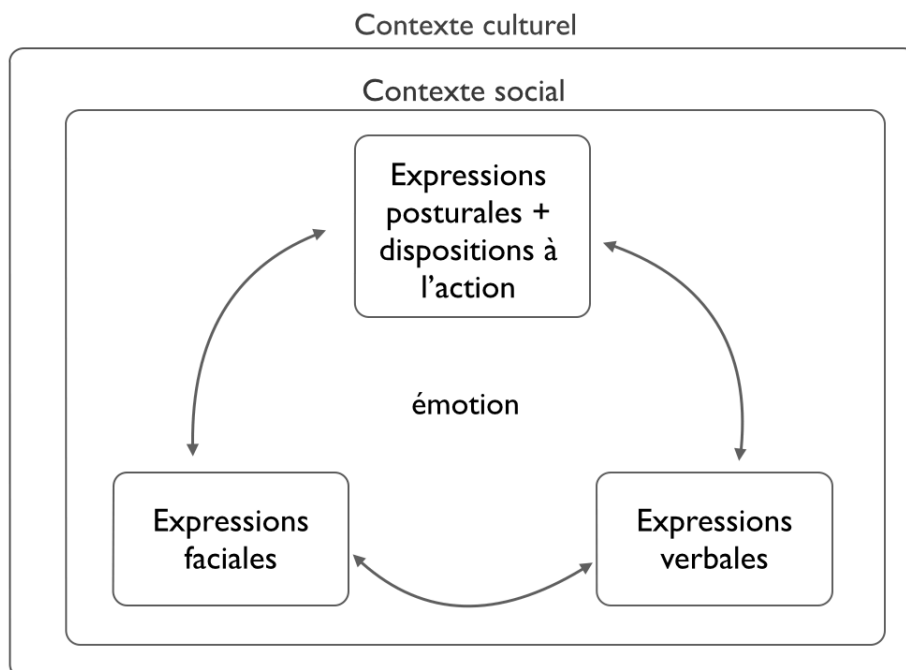 Contexte culturel
Contexte social
Expressions
posturales +
dispositions à
l’action
émotion
Expressions
faciales
Expressions
verbales